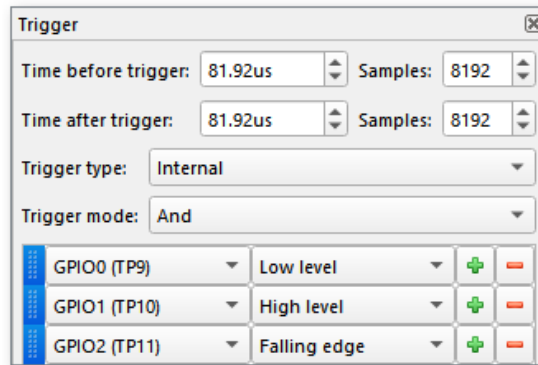 Trigger
Time before trigger: 81.92us Samples: 8192
Time after trigger: 81.92us Samples: 8192
Trigger type: Internal
Trigger mode: And
GPIO0 (TP9) Low level
GPIO1 (TP10) High level
GPIO2 (TP11) Falling edge